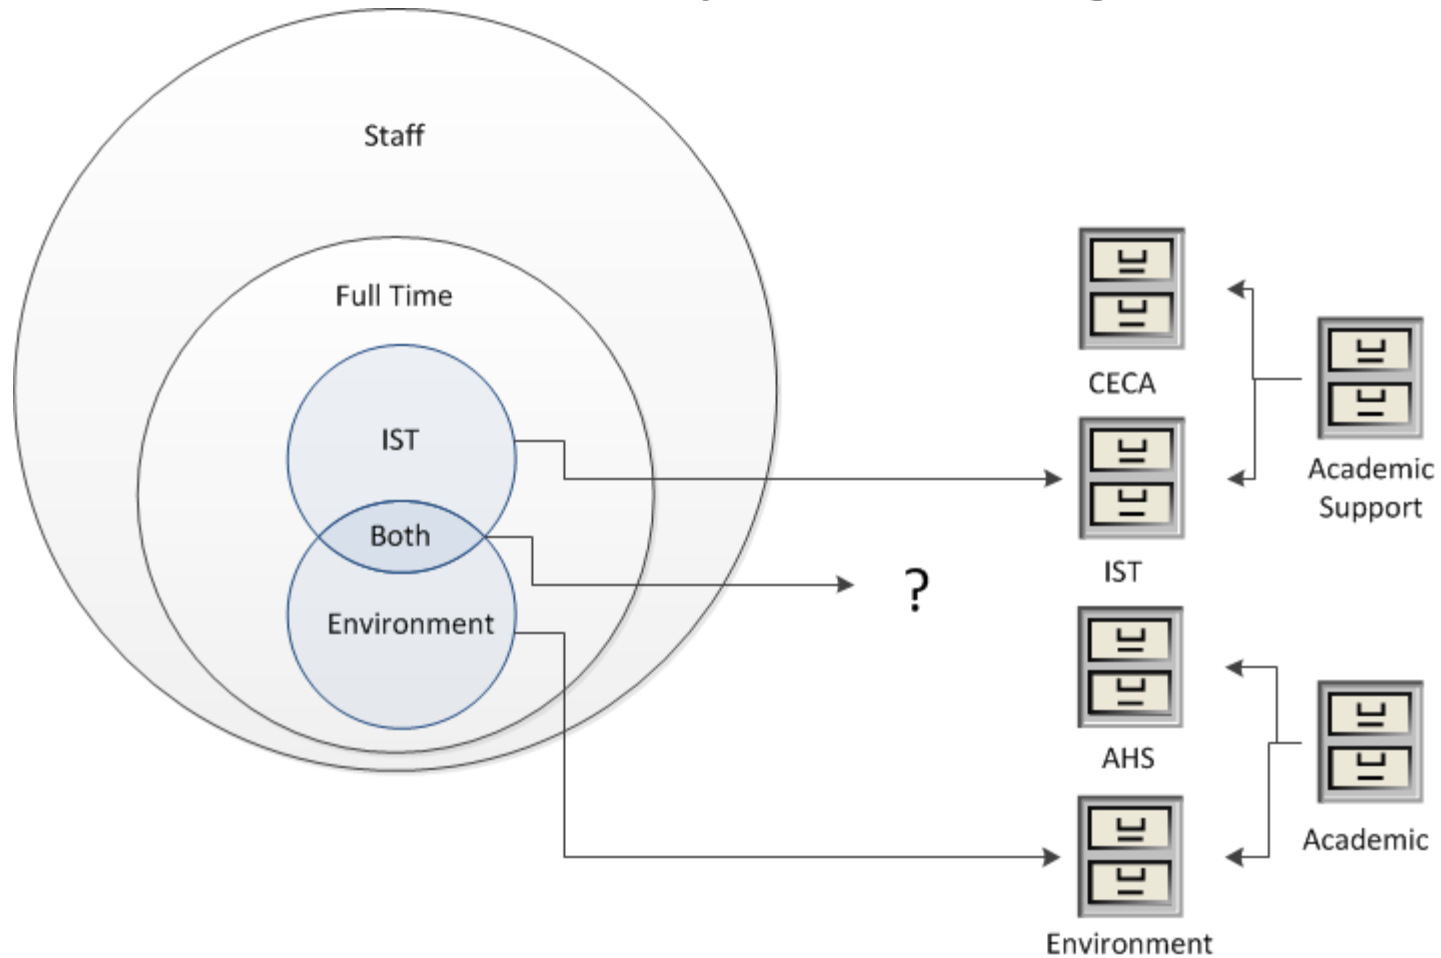 Staff
Full Time
IST
Both
Environment
?
CECA
IST
AHS
Environment
Academic
Support
Academic